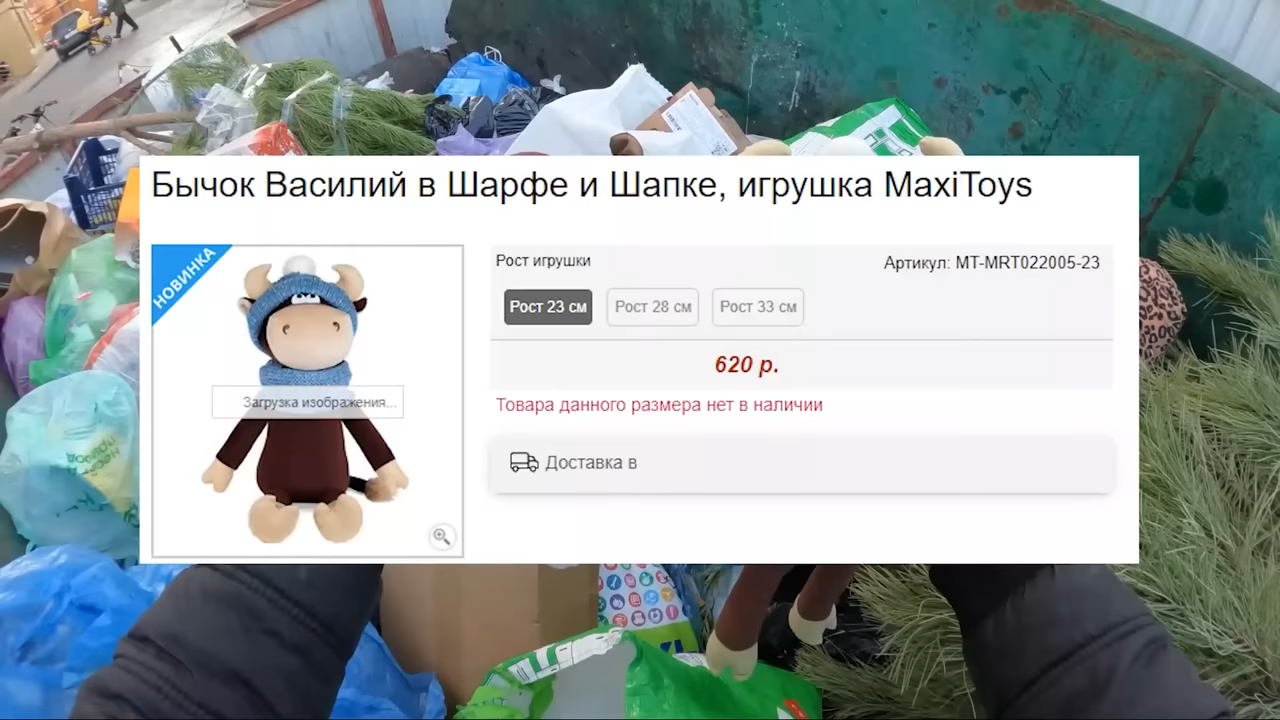 Бычок Василий в Шарфе и Шапке, игрушка MaxiToys
НОВИНКА
Рост игрушки
Артикул: MT-MRT022005-23
Рост 23 см
Рост 28 см
Рост 33 см
620 р.
Товара данного размера нет в наличии
Загрузка изображения...
Доставка в